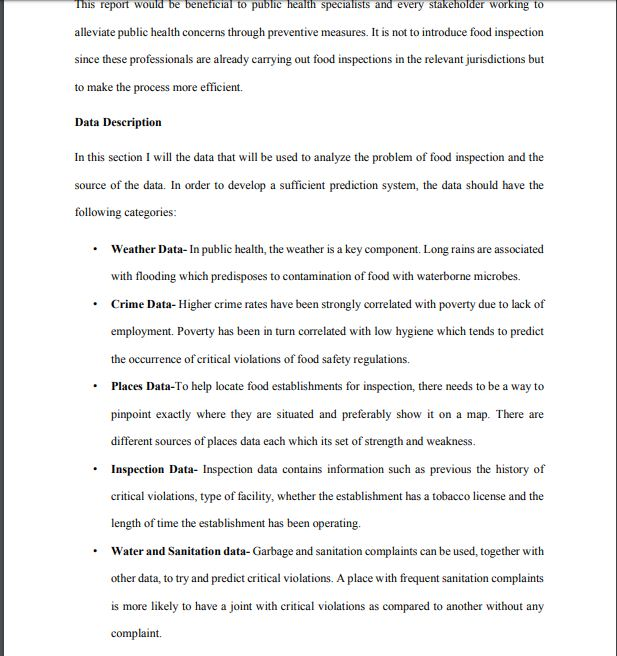 This report would be beneficial to public health specialists and every stakeholder working to
alleviate public health concerns through preventive measures. It is not to introduce food inspection
since these professionals are already carrying out food inspections in the relevant jurisdictions but
to make the process more efficient.
Data Description
In this section I will the data that will be used to analyze the problem of food inspection and the
source of the data. In order to develop a sufficient prediction system, the data should have the
following categories:
• Weather Data- In public health, the weather is a key component. Long rains are associated
with flooding which predisposes to contamination of food with waterborne microbes.
• Crime Data- Higher crime rates have been strongly correlated with poverty due to lack of
employment. Poverty has been in turn correlated with low hygiene which tends to predict
the occurrence of critical violations of food safety regulations.
• Places Data-To help locate food establishments for inspection, there needs to be a way to
pinpoint exactly where they are situated and preferably show it on a map. There are
different sources of places data each which its set of strength and weakness.
• Inspection Data- Inspection data contains information such as previous the history of
critical violations, type of facility, whether the establishment has a tobacco license and the
length of time the establishment has been operating.
• Water and Sanitation data- Garbage and sanitation complaints can be used, together with
other data, to try and predict critical violations. A place with frequent sanitation complaints
is more likely to have a joint with critical violations as compared to another without any
complaint.